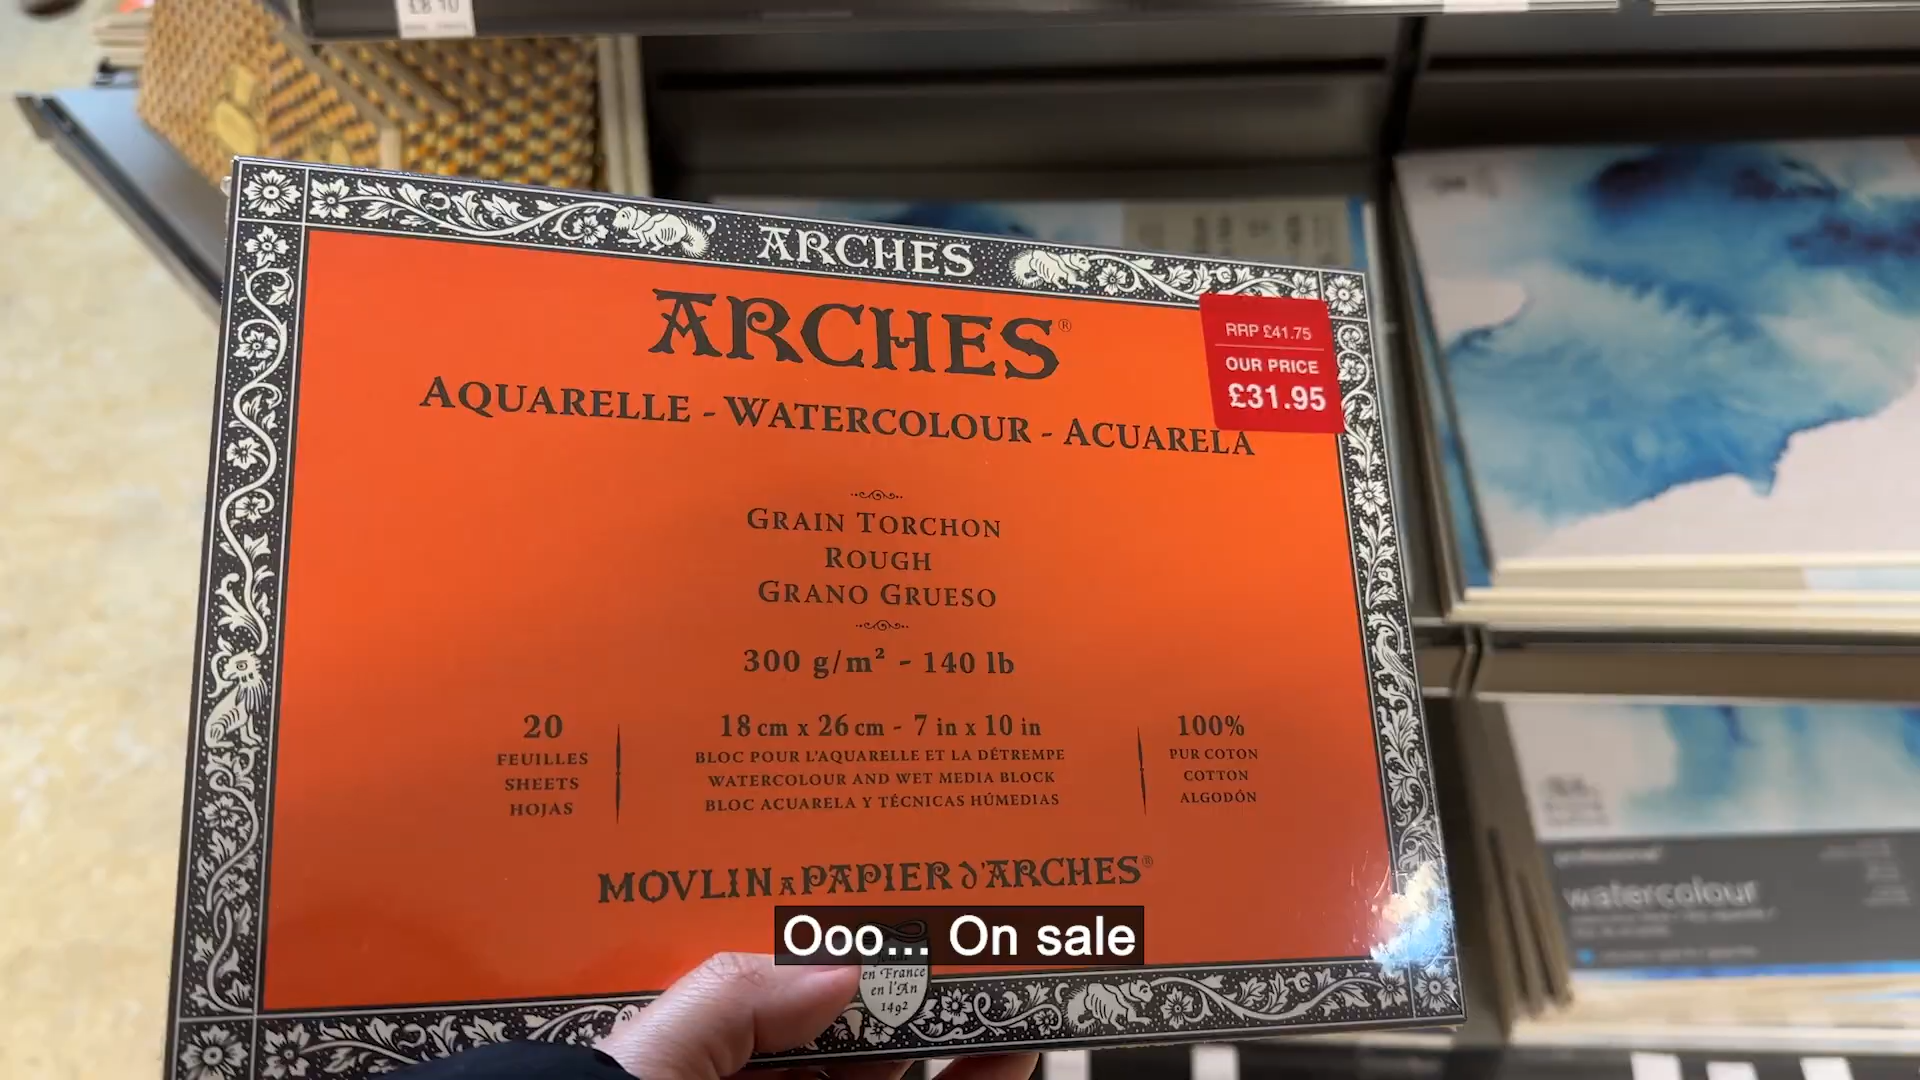 £8.10
ARCHES
ARCHES®
AQUARELLE - WATERCOLOUR - ACUARELA
RRP £41.75
OUR PRICE
£31.95
GRAIN TORCHON
ROUGH
GRANO GRUESO
300 g/m² - 140 lb
20
FEUILLES
SHEETS
HOJAS
18 cm x 26 cm - 7 in x 10 in
BLOC POUR L'AQUARELLE ET LA DÉTREMPE
WATERCOLOUR AND WET MEDIA BLOCK
BLOC ACUARELA Y TÉCNICAS HÚMEDIAS
100%
PUR COTON
COTTON
ALGODÓN
MOVLIN A PAPIER d'ARCHES®
Ooo... On sale
en France
en l'An
1492
professional
watercolour